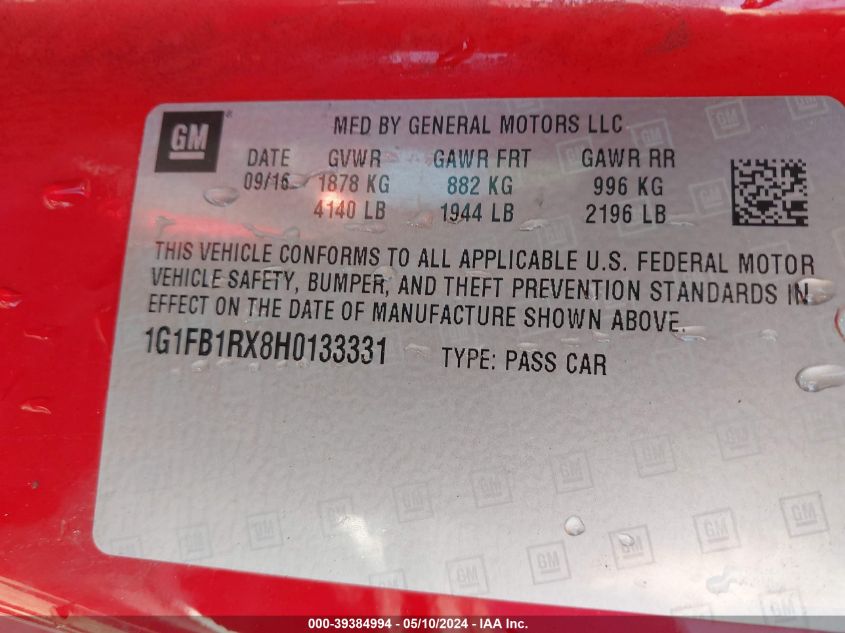 GM ®
MFD BY GENERAL MOTORS LLC
DATE GVWR GAWR FRT GAWR RR
09/16 1878 KG 882 KG 996 KG
4140 LB 1944 LB 2196 LB
THIS VEHICLE CONFORMS TO ALL APPLICABLE U.S. FEDERAL MOTOR
VEHICLE SAFETY, BUMPER, AND THEFT PREVENTION STANDARDS IN
EFFECT ON THE DATE OF MANUFACTURE SHOWN ABOVE.
1G1FB1RX8H0133331 TYPE: PASS CAR
000-39384994 — 05/10/2024 — IAA Inc.